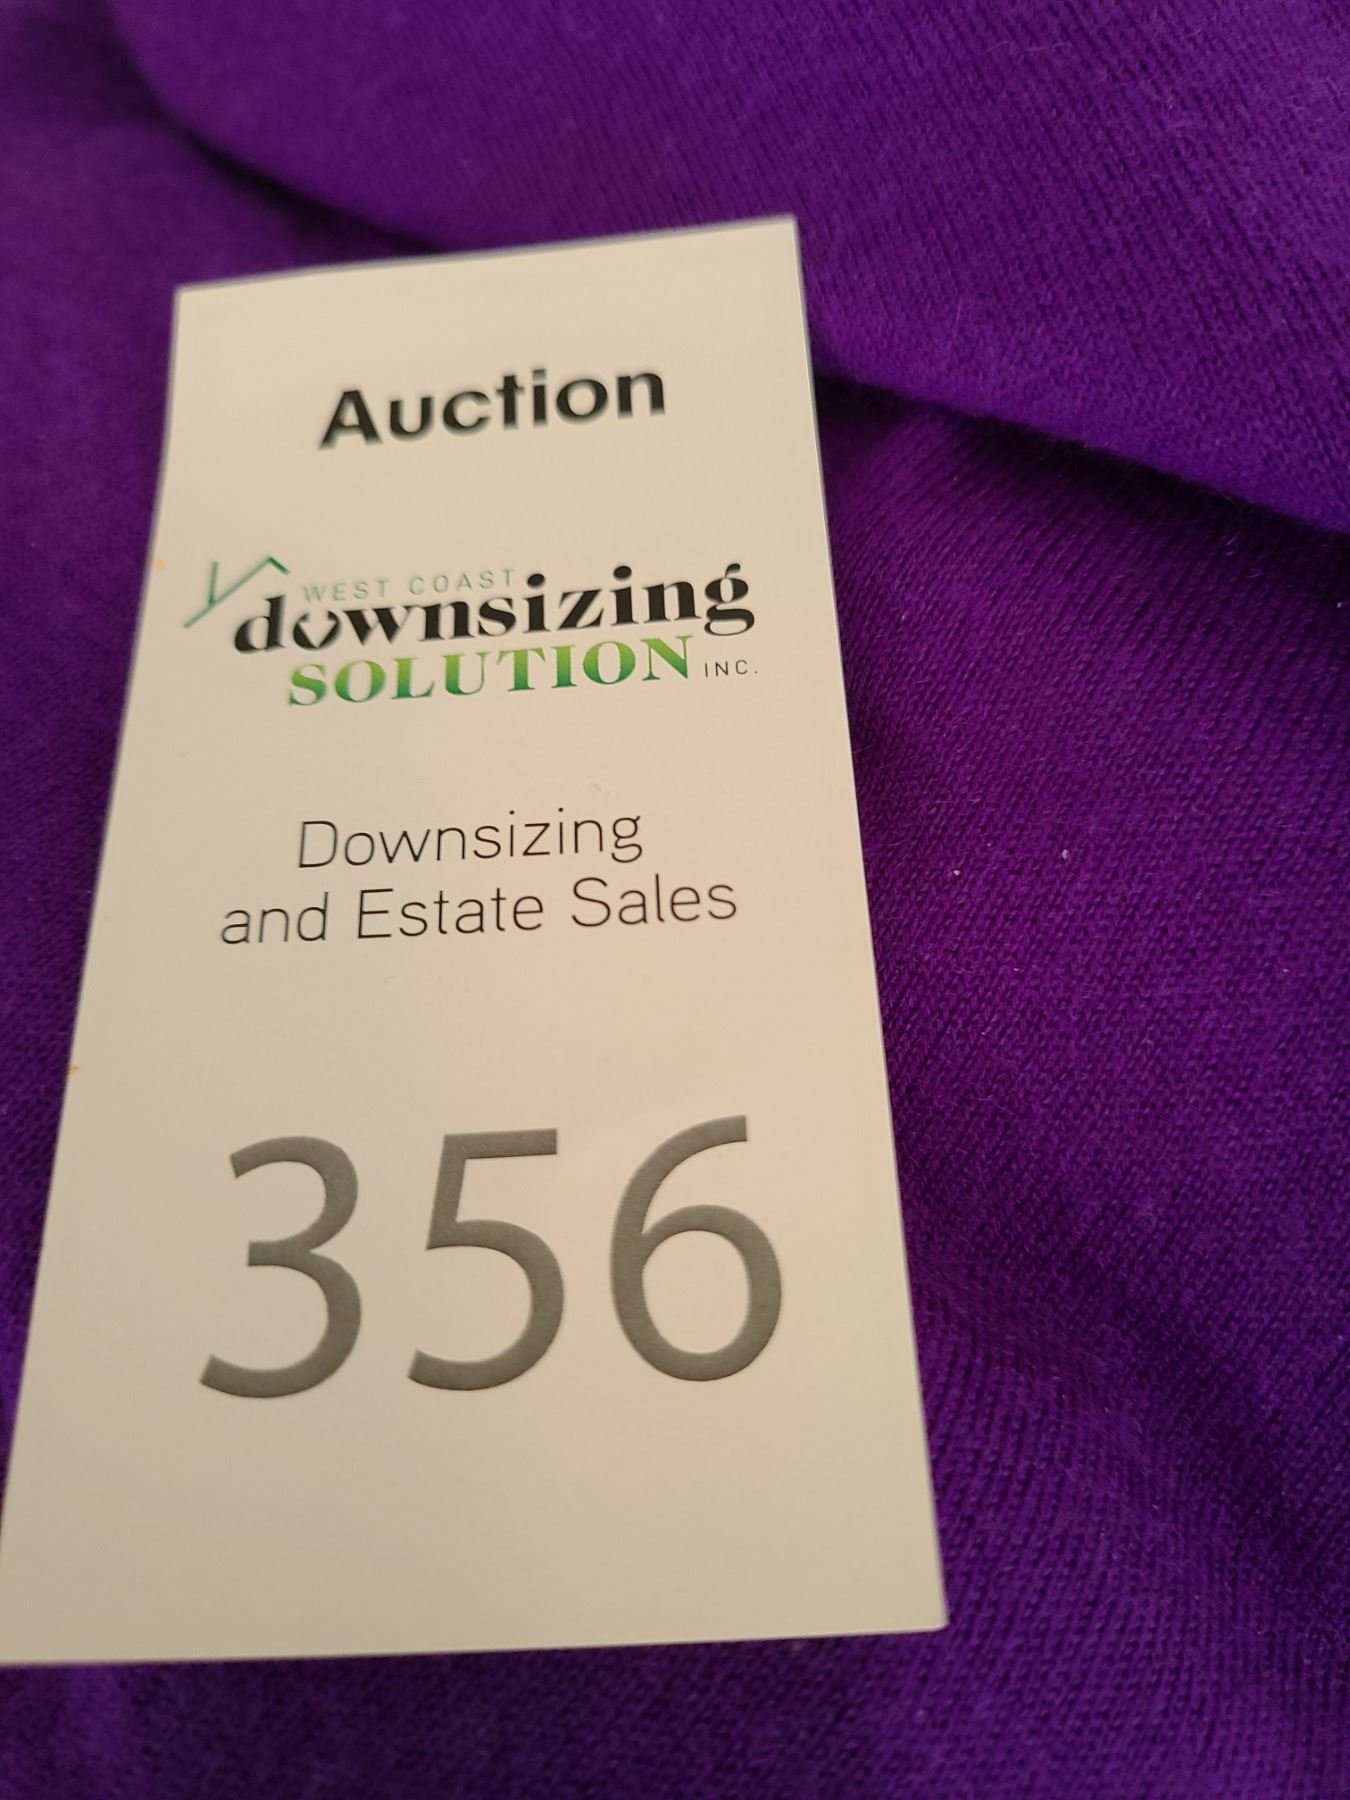 Auction
WEST COAST
downsizing
SOLUTION INC.
Downsizing
and Estate Sales
356